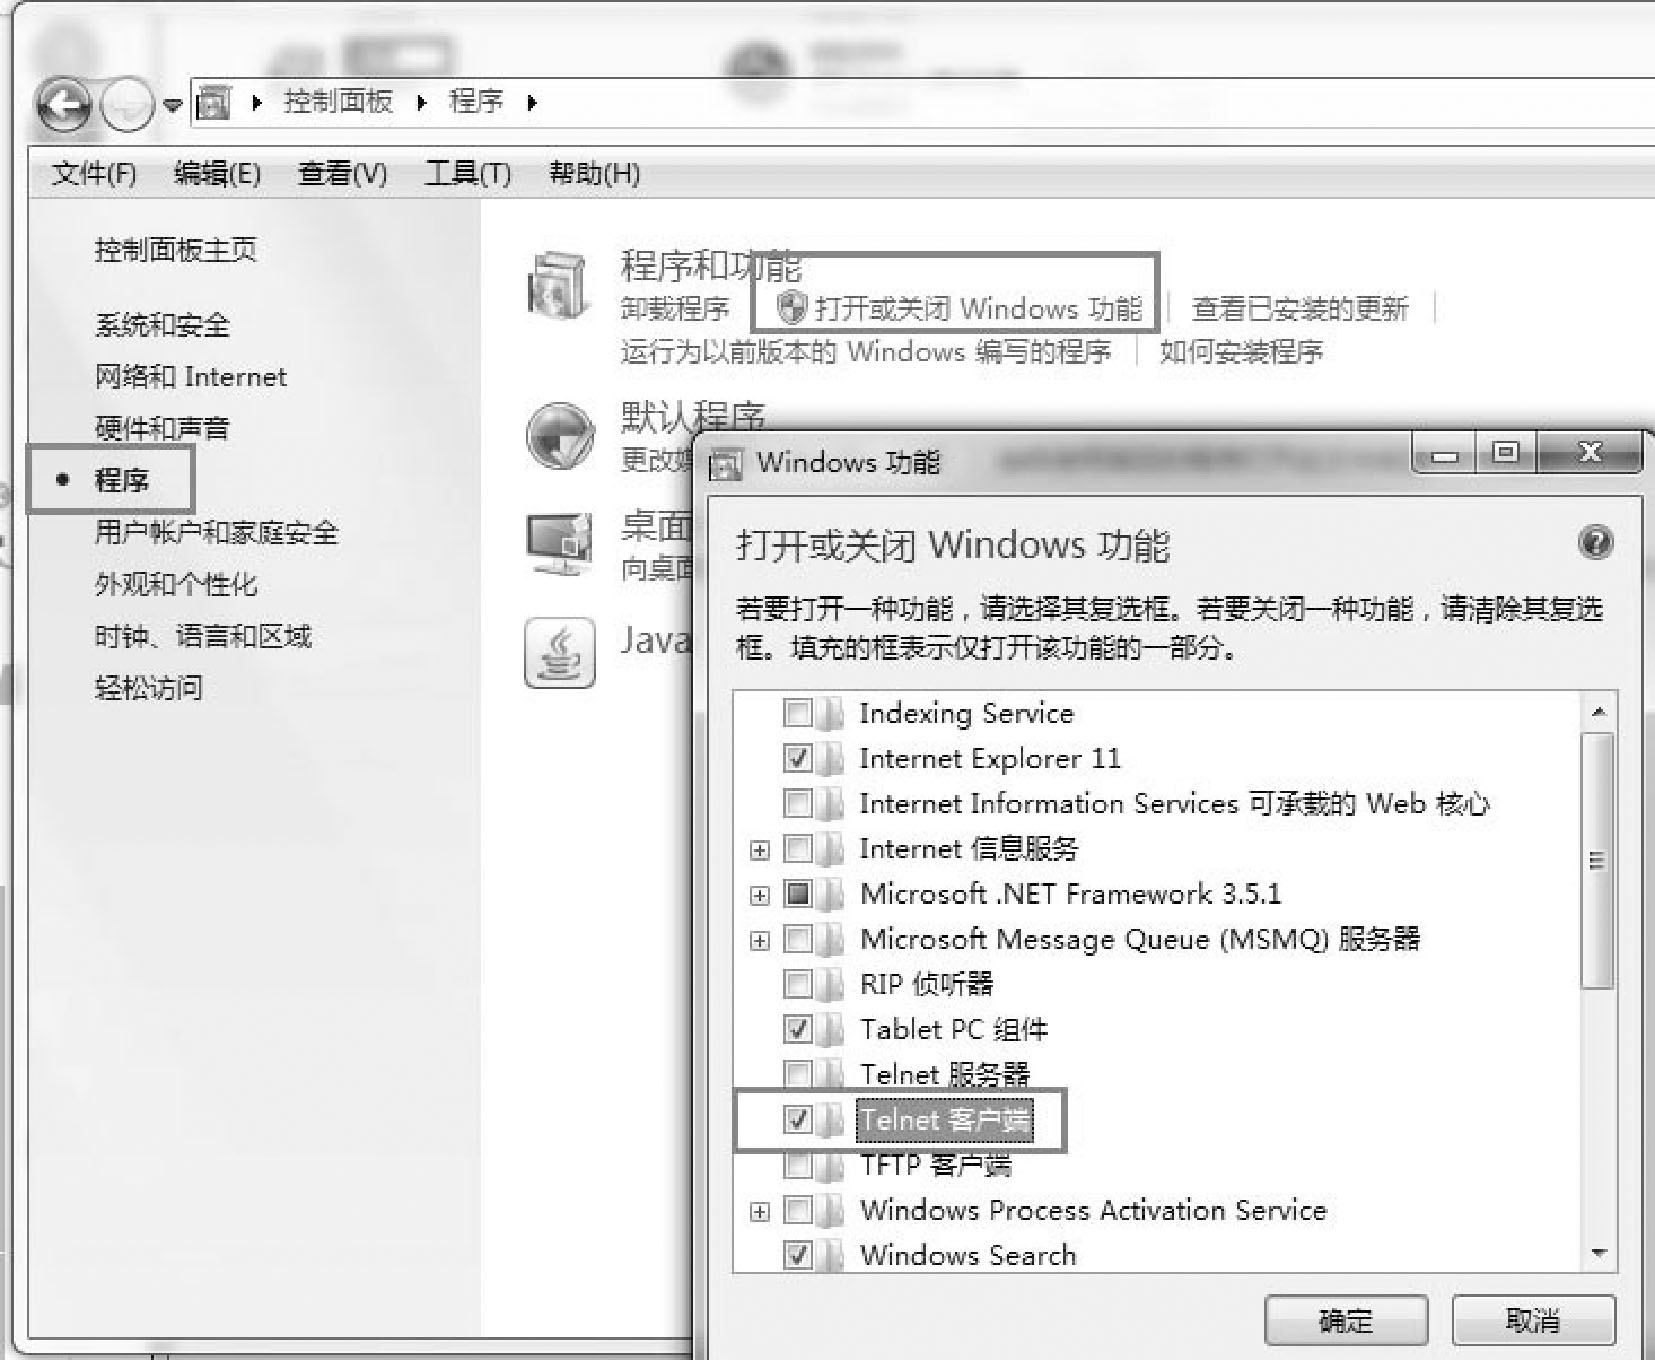 控制面板 程序
文件(F) 编辑(E) 查看(V) 工具(T) 帮助(H)
控制面板主页
系统和安全
网络和 Internet
硬件和声音
程序
用户帐户和家庭安全
外观和个性化
时钟、语言和区域
轻松访问
程序和功能
卸载程序 打开或关闭 Windows 功能 查看已安装的更新
运行为以前版本的 Windows 编写的程序 如何安装程序
默认程序
更改媒
桌面
向桌面
Java
Windows 功能
打开或关闭 Windows 功能
若要打开一种功能，请选择其复选框。若要关闭一种功能，请清除其复选
框。填充的框表示仅打开该功能的一部分。
Indexing Service
Internet Explorer 11
Internet Information Services 可承载的 Web 核心
Internet 信息服务
Microsoft .NET Framework 3.5.1
Microsoft Message Queue (MSMQ) 服务器
RIP 侦听器
Tablet PC 组件
Telnet 服务器
Telnet 客户端
TFTP 客户端
Windows Process Activation Service
Windows Search
确定 取消